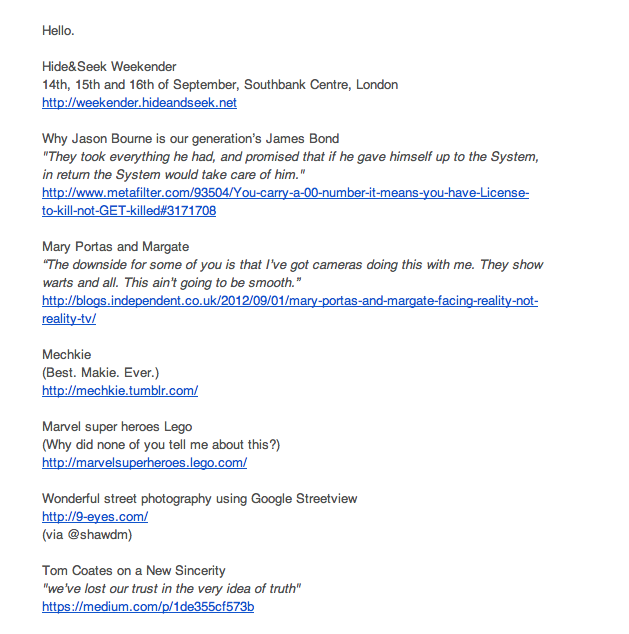 Hello.
Hide&Seek Weekender
14th, 15th and 16th of September, Southbank Centre, London
http://weekender.hideandseek.net
Why Jason Bourne is our generation’s James Bond
"They took everything he had, and promised that if he gave himself up to the System,
in return the System would take care of him."
http://www.metafilter.com/93504/You-carry-a-00-number-it-means-you-have-License-
to-kill-not-GET-killed#3171708
Mary Portas and Margate
“The downside for some of you is that I’ve got cameras doing this with me. They show
warts and all. This ain’t going to be smooth.”
http://blogs.independent.co.uk/2012/09/01/mary-portas-and-margate-facing-reality-not-
reality-tv/
Mechkie
(Best. Makie. Ever.)
http://mechkie.tumblr.com/
Marvel super heroes Lego
(Why did none of you tell me about this?)
http://marvelsuperheroes.lego.com/
Wonderful street photography using Google Streetview
http://9-eyes.com/
(via @shawdm)
Tom Coates on a New Sincerity
"we’ve lost our trust in the very idea of truth"
https://medium.com/p/1de355cf573b